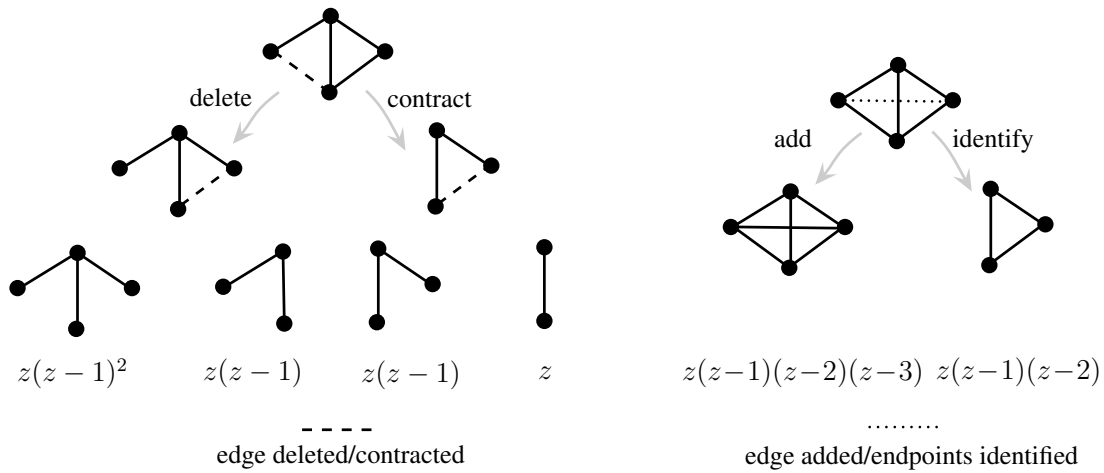 delete
contract
add
identify
z(z − 1)²
z(z − 1)
z(z − 1)
z
z(z−1)(z−2)(z−3)
z(z−1)(z−2)
edge deleted/contracted
edge added/endpoints identified